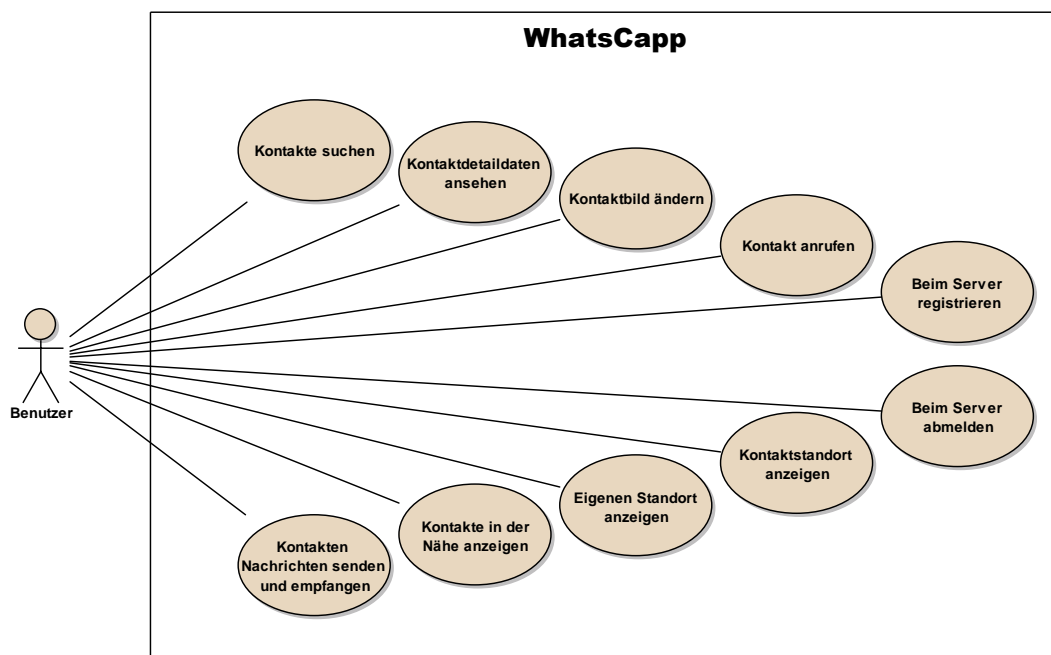 WhatsCapp
Kontakte suchen
Kontaktdetaildaten
ansehen
Kontaktbild ändern
Kontakt anrufen
Beim Server
registrieren
Benutzer
Beim Server
abmelden
Kontaktstandort
anzeigen
Eigenen Standort
anzeigen
Kontakte in der
Nähe anzeigen
Kontakten
Nachrichten senden
und empfangen